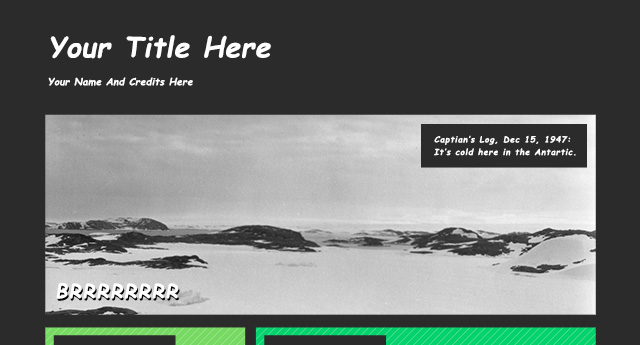 Your Title Here
Your Name And Credits Here
Captian's Log, Dec 15, 1947:
It's cold here in the Antartic.
BRRRRRRRR